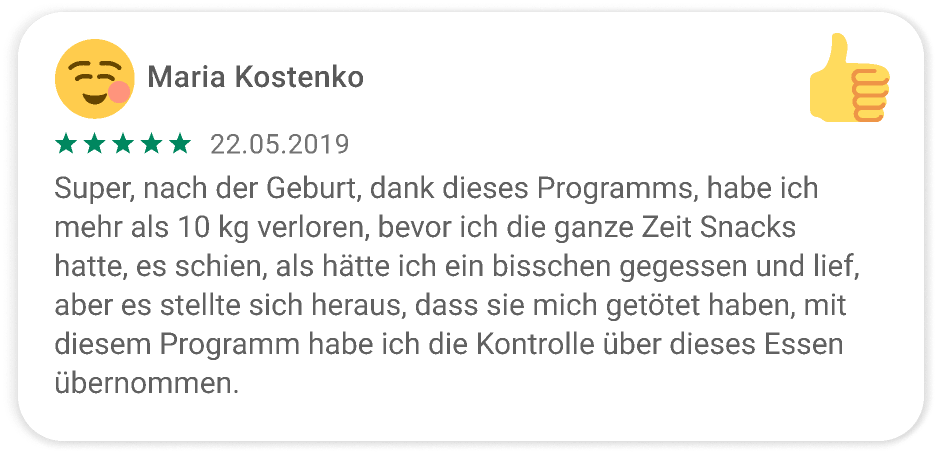 Maria Kostenko
22.05.2019
Super, nach der Geburt, dank dieses Programms, habe ich
mehr als 10 kg verloren, bevor ich die ganze Zeit Snacks
hatte, es schien, als hätte ich ein bisschen gegessen und lief,
aber es stellte sich heraus, dass sie mich getötet haben, mit
diesem Programm habe ich die Kontrolle über dieses Essen
übernommen.